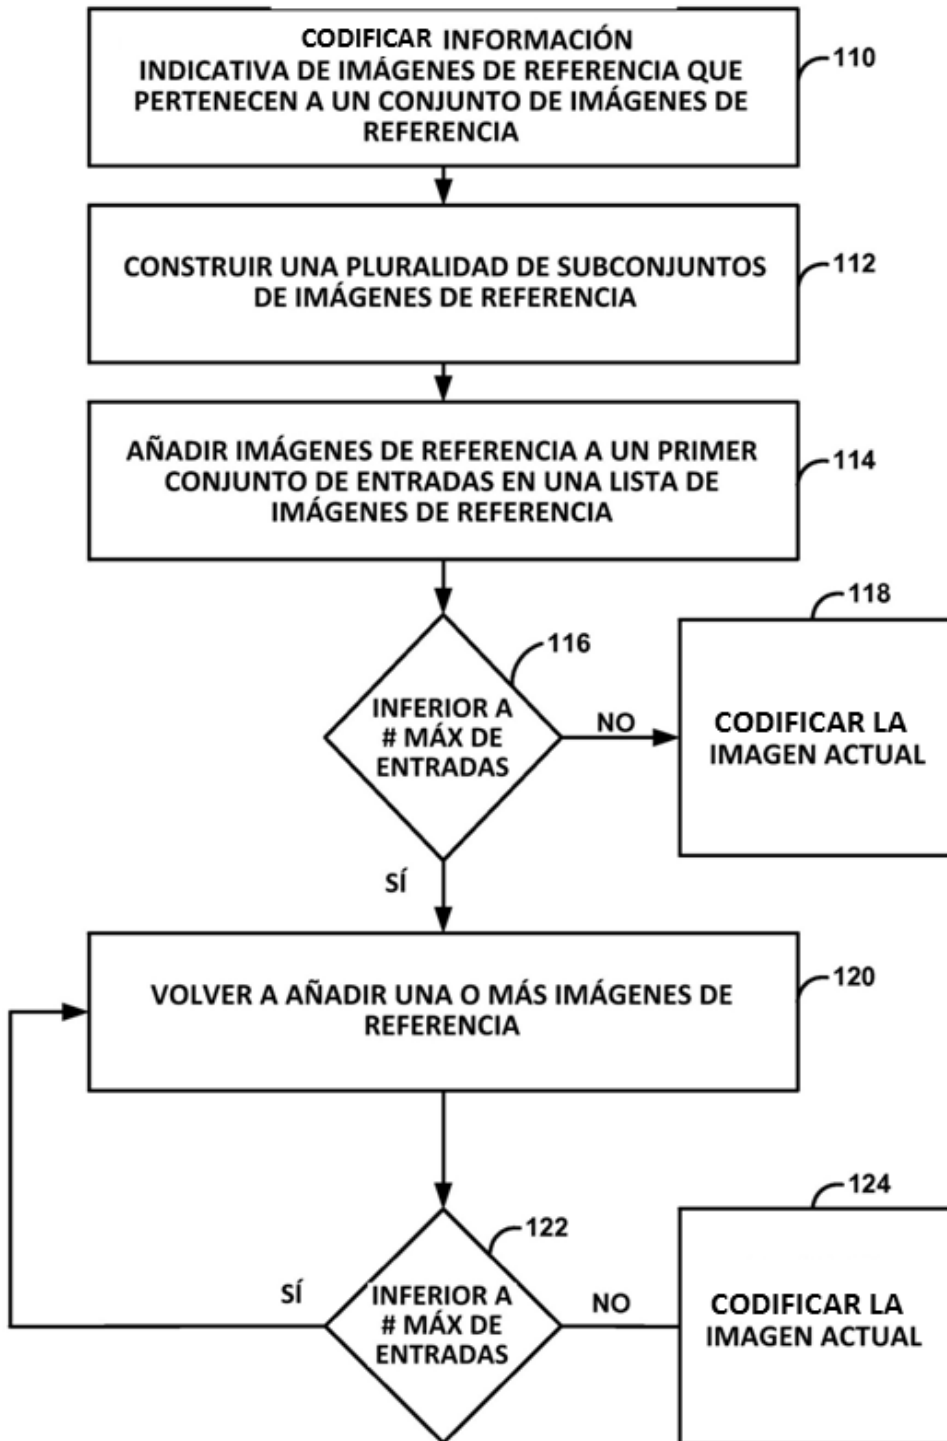 CODIFICAR INFORMACIÓN
INDICATIVA DE IMÁGENES DE REFERENCIA QUE
PERTENECEN A UN CONJUNTO DE IMÁGENES DE
REFERENCIA
110
CONSTRUIR UNA PLURALIDAD DE SUBCONJUNTOS
DE IMÁGENES DE REFERENCIA
112
AÑADIR IMÁGENES DE REFERENCIA A UN PRIMER
CONJUNTO DE ENTRADAS EN UNA LISTA DE
IMÁGENES DE REFERENCIA
114
INFERIOR A
# MÁX DE
ENTRADAS
116
NO
118
CODIFICAR LA
IMAGEN ACTUAL
SÍ
VOLVER A AÑADIR UNA O MÁS IMÁGENES DE
REFERENCIA
120
INFERIOR A
# MÁX DE
ENTRADAS
122
SÍ
NO
124
CODIFICAR LA
IMAGEN ACTUAL